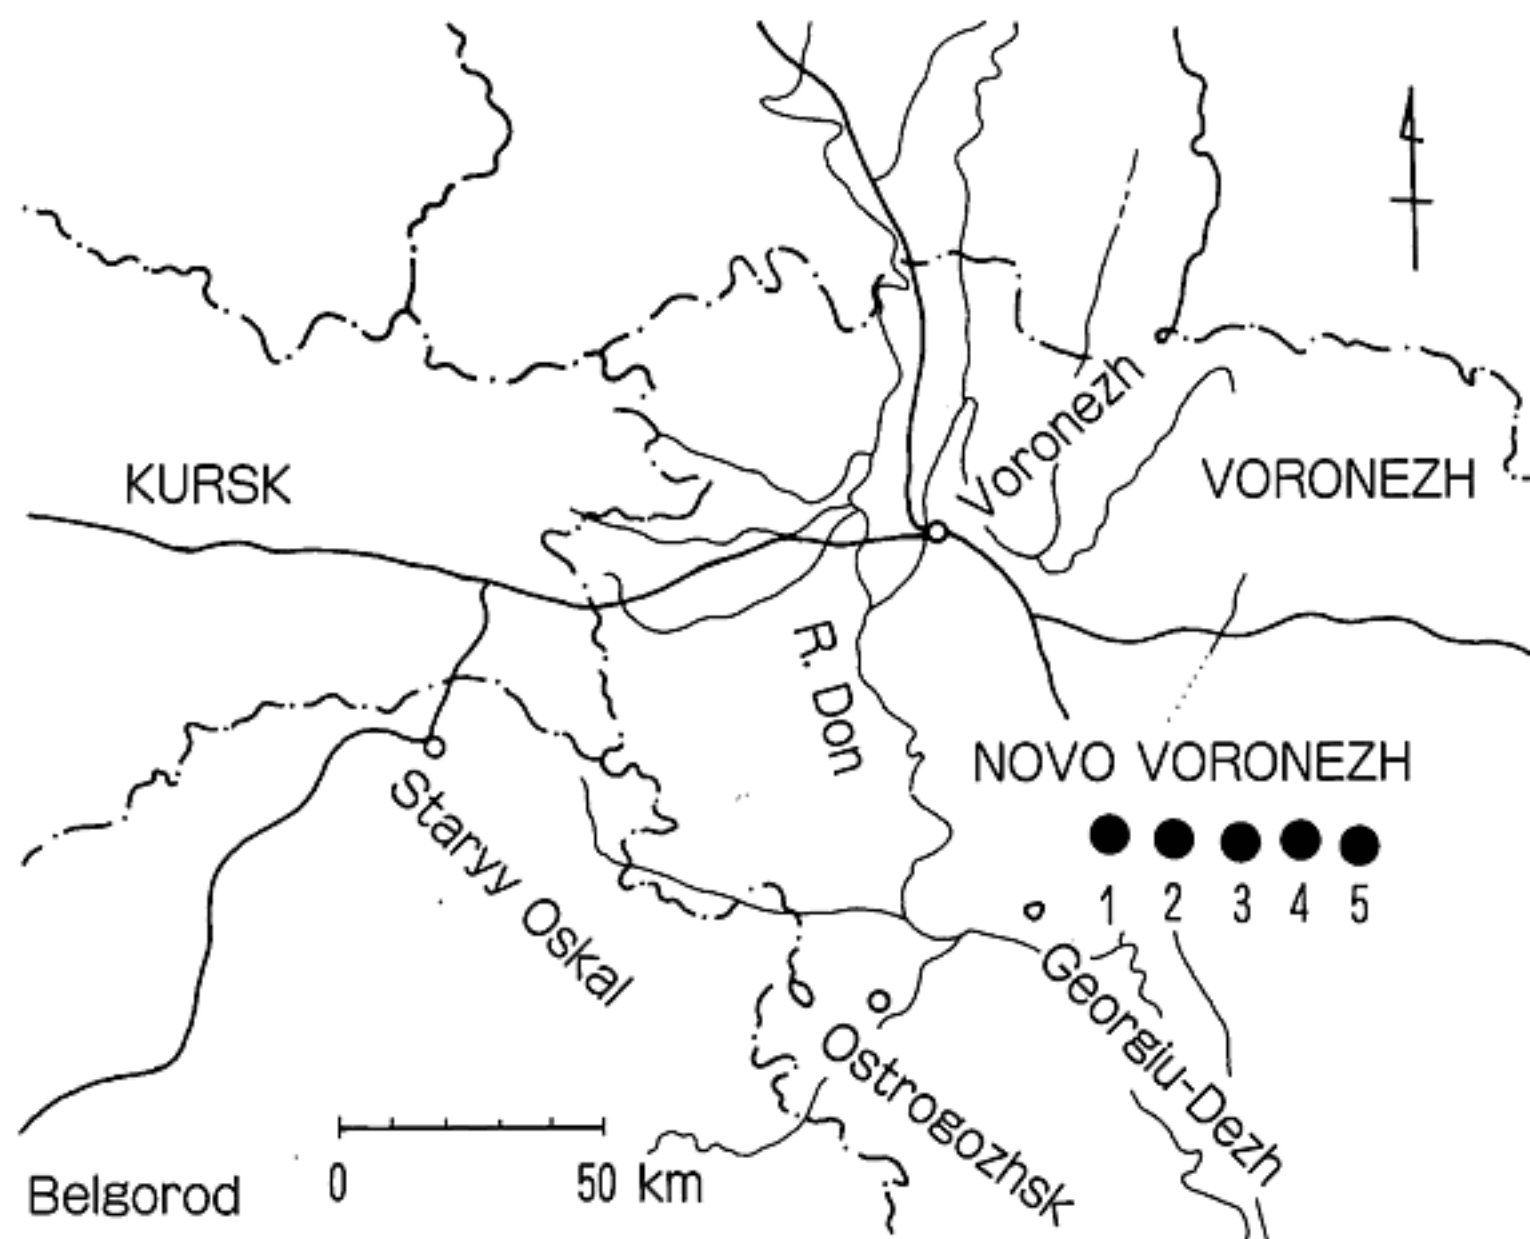 Voronezh
KURSK
VORONEZH
R. Don
NOVO VORONEZH
1 2 3 4 5
Staryy Oskal
Georgiu-Dezh
Ostrogozhsk
0 50 km
Belgorod